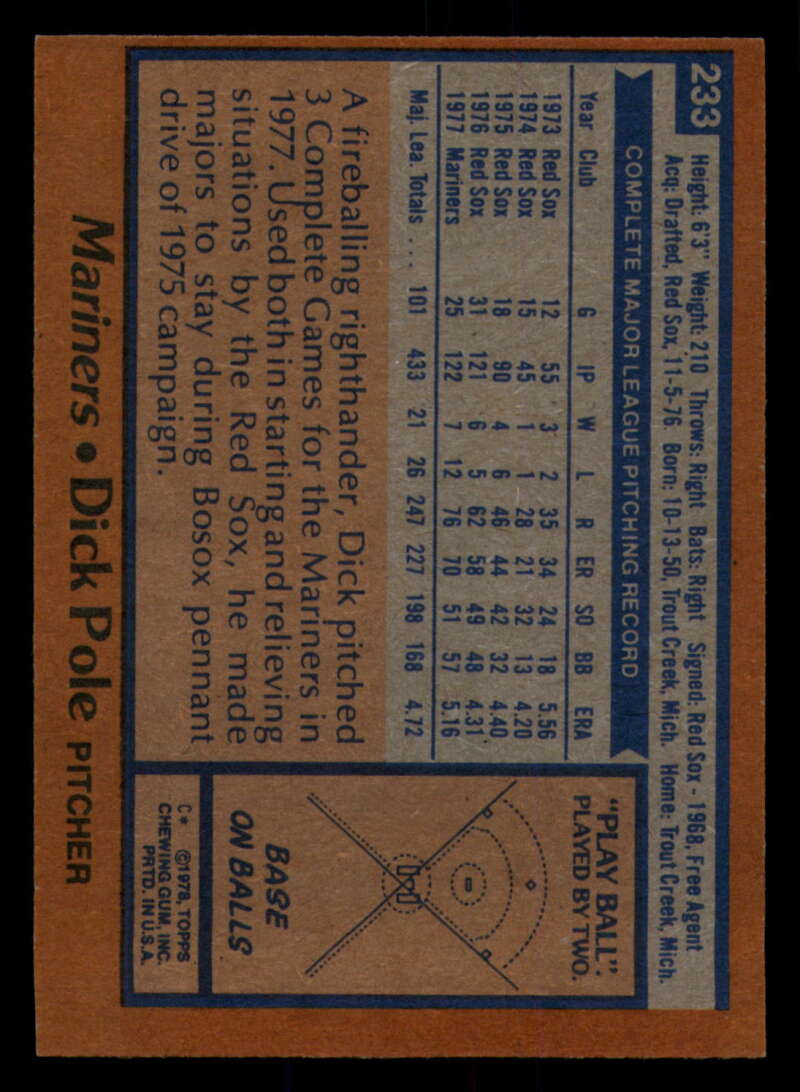 233
Height: 6'3" Weight: 210 Throws: Right Bats: Right Signed: Red Sox - 1968, Free Agent
Acq: Drafted, Red Sox, 11-5-76. Born: 10-13-50, Trout Creek, Mich. Home: Trout Creek, Mich.
COMPLETE MAJOR LEAGUE PITCHING RECORD
Year Club G IP W L R ER SO BB ERA
1973 Red Sox 12 55 3 2 35 34 24 18 5.56
1974 Red Sox 15 45 1 1 28 21 32 13 4.20
1975 Red Sox 18 90 4 6 46 44 42 32 4.40
1976 Red Sox 31 121 6 5 62 58 49 48 4.31
1977 Mariners 25 122 7 12 76 70 51 57 5.16
Maj. Lea. Totals ... 101 433 21 26 247 227 198 168 4.72
A fireballing righthander, Dick pitched
3 Complete Games for the Mariners in
1977. Used both in starting and relieving
situations by the Red Sox, he made
majors to stay during Bosox pennant
drive of 1975 campaign.
"PLAY BALL":
PLAYED BY TWO.
BASE
ON BALLS
C* ©1978, TOPPS
CHEWING GUM, INC.
PRTD. IN U.S.A.
Mariners • Dick Pole PITCHER